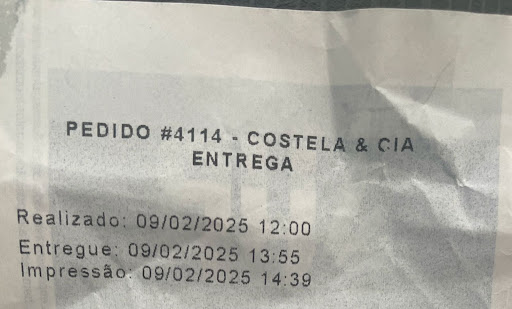 PEDIDO #4114 - COSTELA & CIA
ENTREGA
Realizado: 09/02/2025 12:00
Entregue: 09/02/2025 13:55
Impressão: 09/02/2025 14:39